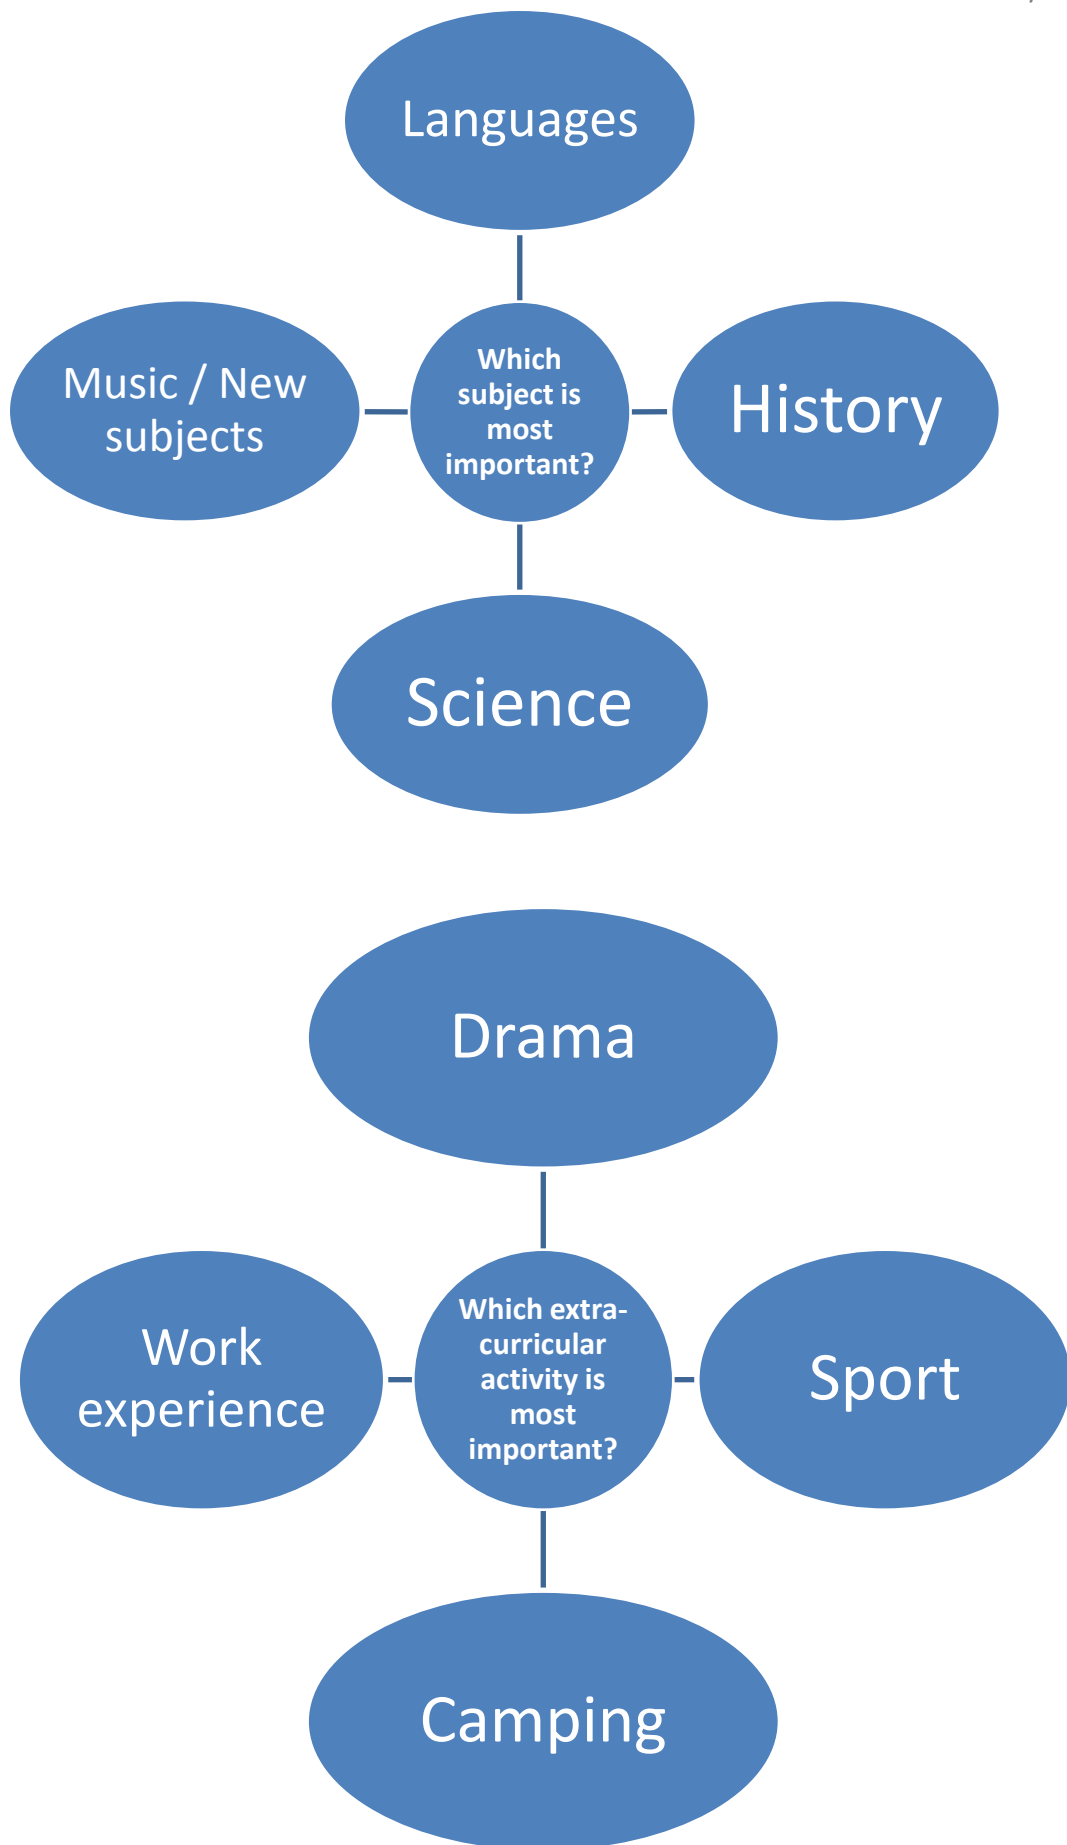 Languages
Music / New
subjects
Which
subject is
most
important?
History
Science
Drama
Work
experience
Which extra-
curricular
activity is
most
important?
Sport
Camping